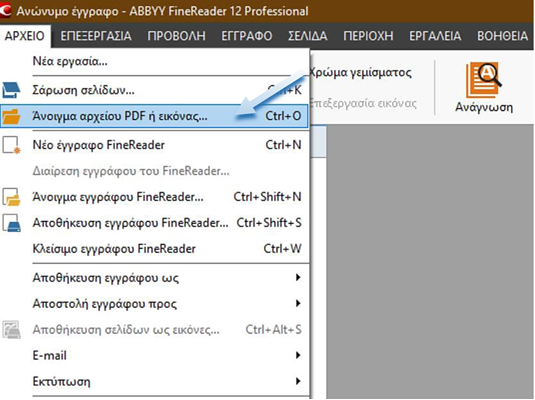 Ανώνυμο έγγραφο - ABBYY FineReader 12 Professional
ΑΡΧΕΙΟ ΕΠΕΞΕΡΓΑΣΙΑ ΠΡΟΒΟΛΗ ΕΓΓΡΑΦΟ ΣΕΛΙΔΑ ΠΕΡΙΟΧΗ ΕΡΓΑΛΕΙΑ ΒΟΗΘΕΙΑ
Νέα εργασία...
Σάρωση σελίδων...
Άνοιγμα αρχείου PDF ή εικόνας... Ctrl+O
Νέο έγγραφο FineReader Ctrl+N
Διαίρεση εγγράφου του FineReader...
Άνοιγμα εγγράφου FineReader... Ctrl+Shift+N
Αποθήκευση εγγράφου FineReader... Ctrl+Shift+S
Κλείσιμο εγγράφου FineReader Ctrl+W
Αποθήκευση εγγράφου ως
Αποστολή εγγράφου προς
Αποθήκευση σελίδων ως εικόνες... Ctrl+Alt+S
E-mail
Εκτύπωση
Χρώμα γεμίσματος
Επεξεργασία εικόνας
Ανάγνωση